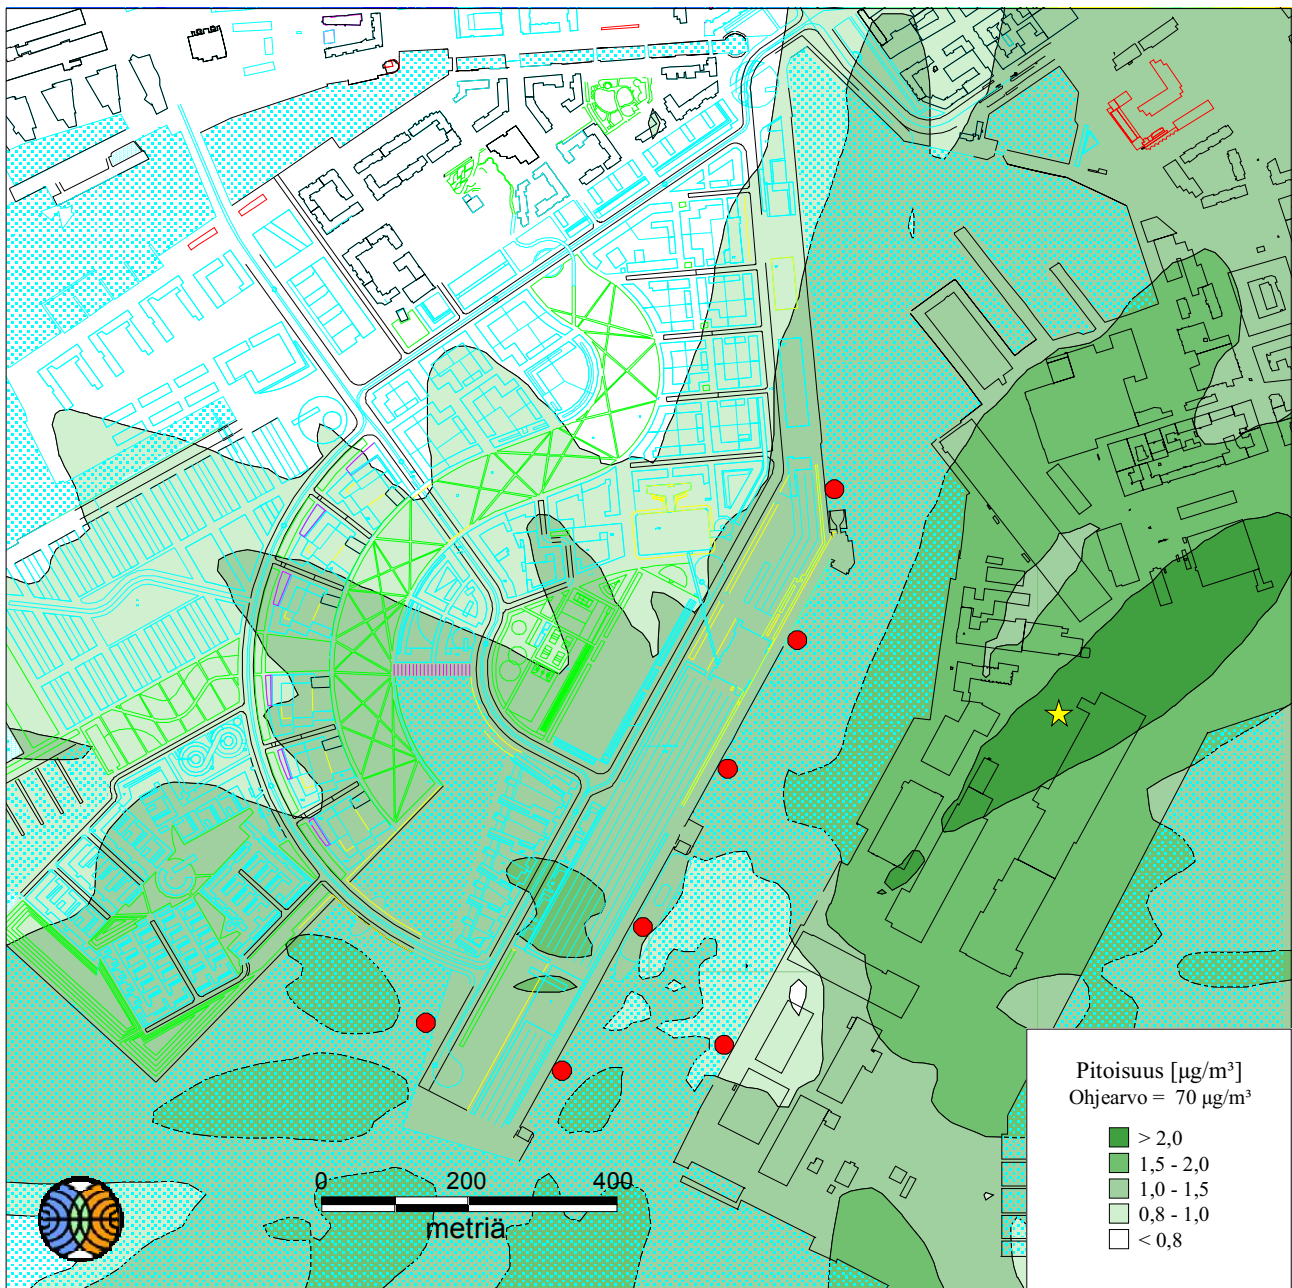 Pitoisuus [µg/m³]
Ohjearvo = 70 µg/m³
> 2,0
1,5 - 2,0
1,0 - 1,5
0,8 - 1,0
< 0,8
0 200 400
metriä